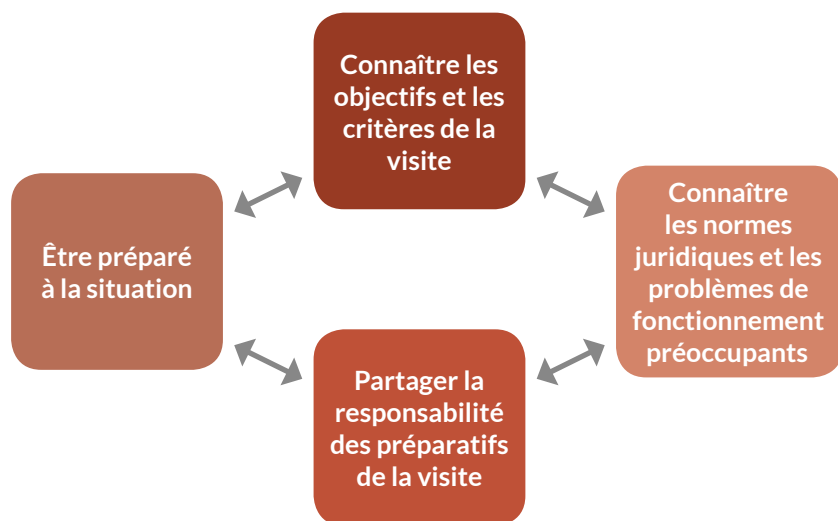 Connaître les
objectifs et les
critères de la
visite
Être préparé
à la situation
Connaître
les normes
juridiques et les
problèmes de
fonctionnement
préoccupants
Partager la
responsabilité
des préparatifs
de la visite